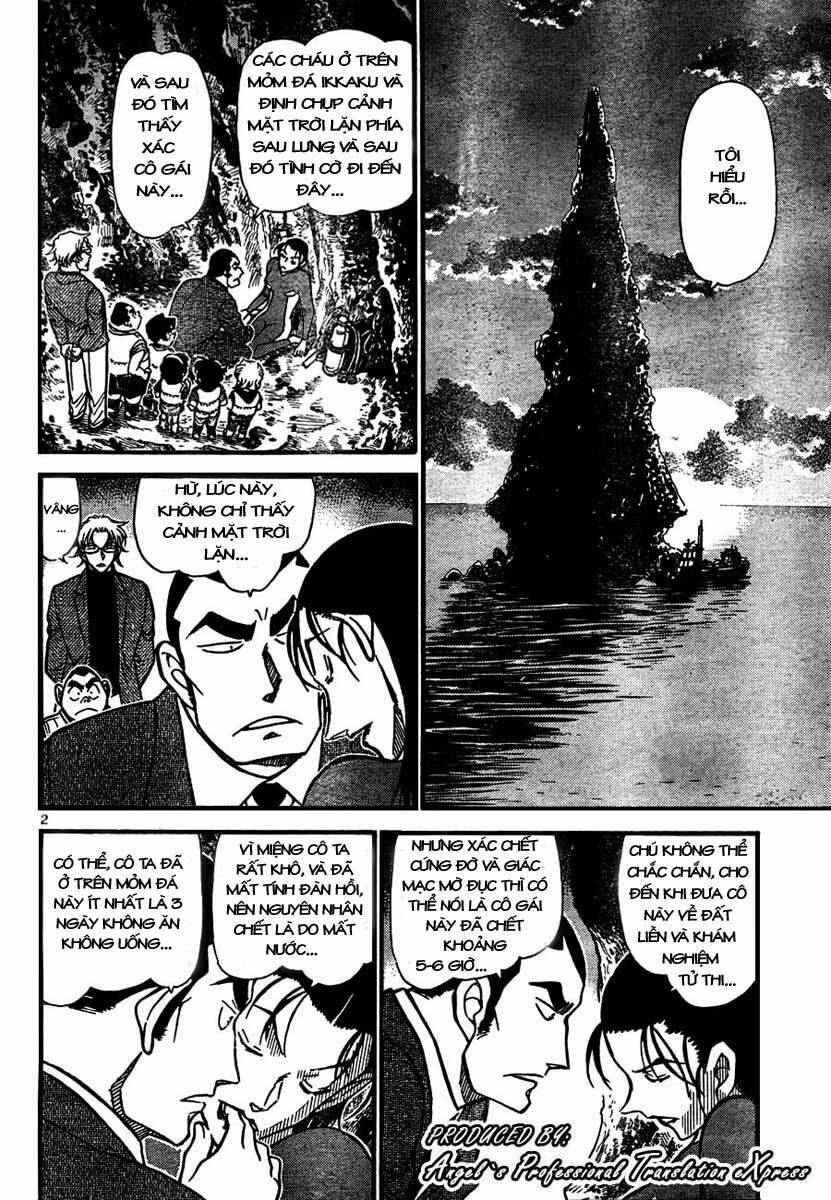 TÔI
HIỂU
RỒI...
CÁC CHÁU Ở TRÊN
MỎM ĐÁ IKKAKU VÀ
ĐỊNH CHỤP CẢNH
MẶT TRỜI LẶN PHÍA
SAU LƯNG VÀ SAU
ĐÓ TÌNH CỜ ĐI ĐẾN
ĐÂY...
VÀ SAU
ĐÓ TÌM
THẤY
XÁC
CÔ GÁI
NÀY...
HỪ, LÚC NÀY,
KHÔNG CHỈ THẤY
CẢNH MẶT TRỜI
LẶN...
VÂNG
...
2
CHÚ KHÔNG THỂ
CHẮC CHẮN, CHO
ĐẾN KHI ĐƯA CÔ
NÀY VỀ ĐẤT
LIỀN VÀ KHÁM
NGHIỆM
TỬ THI...
NHƯNG XÁC CHẾT
CỨNG ĐỜ VÀ GIÁC
MẠC MỜ ĐỤC THÌ CÓ
THỂ NÓI LÀ CÔ GÁI
NÀY ĐÃ CHẾT
KHOẢNG
5-6 GIỜ...
VÌ MIỆNG CÔ TA
RẤT KHÔ, VÀ ĐÃ
MẤT TÍNH ĐÀN HỒI,
NÊN NGUYÊN NHÂN
CHẾT LÀ DO MẤT
NƯỚC...
CÓ THỂ, CÔ TA ĐÃ
Ở TRÊN MỎM ĐÁ
NÀY ÍT NHẤT LÀ 3
NGÀY KHÔNG ĂN
KHÔNG UỐNG...
PRODUCED BY:
Angel`s Professional Translation eXpress